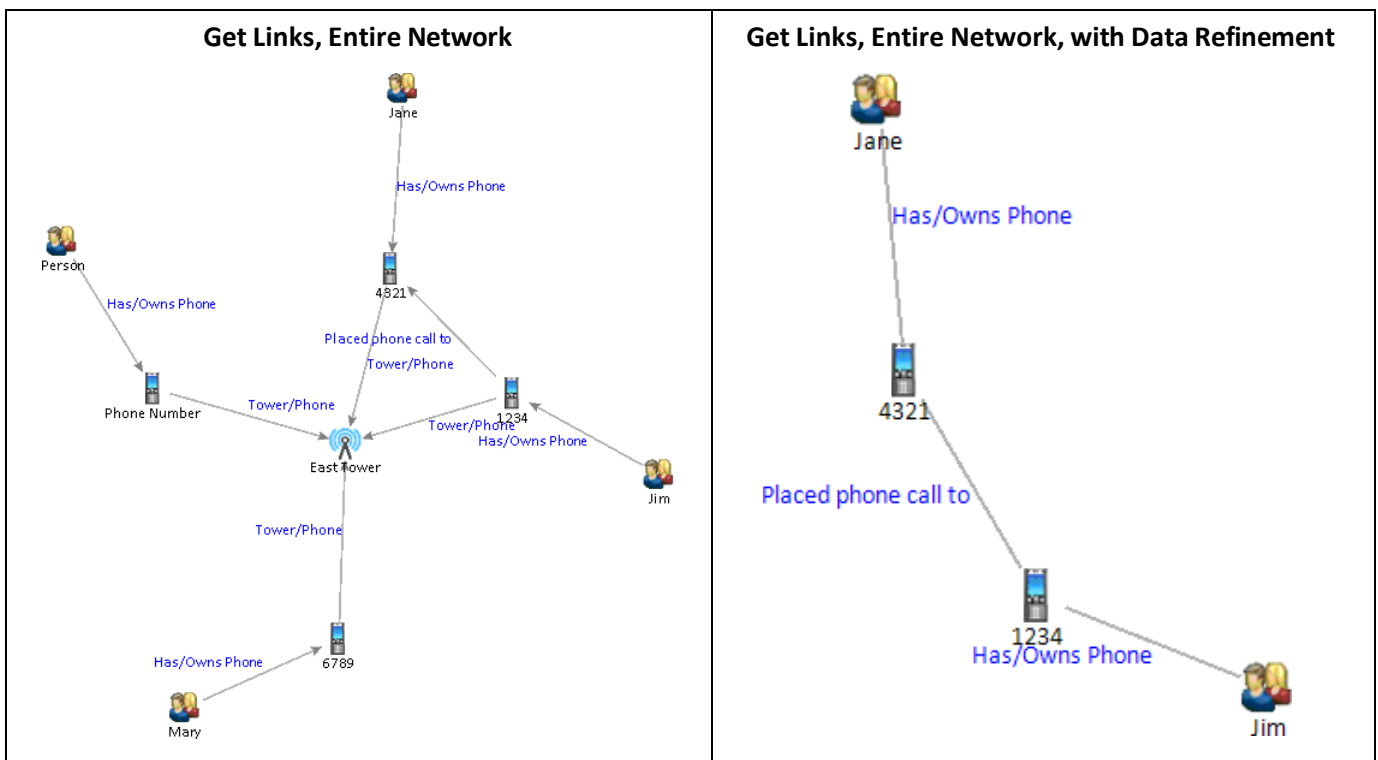 Get Links, Entire Network
Jane
Has/Owns Phone
Person
4321
Has/Owns Phone
Placed phone call to
Tower/Phone
Phone Number
Tower/Phone
1234
Tower/Phone
Has/Owns Phone
East Tower
Jim
Tower/Phone
6789
Has/Owns Phone
Mary
Get Links, Entire Network, with Data Refinement
Jane
Has/Owns Phone
4321
Placed phone call to
1234
Has/Owns Phone
Jim